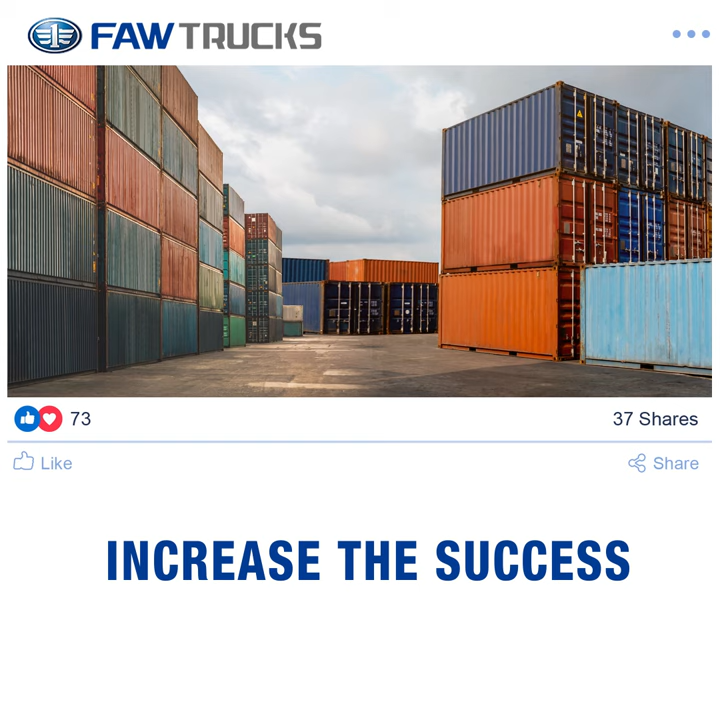 FAW TRUCKS
73
37 Shares
Like
Share
INCREASE THE SUCCESS